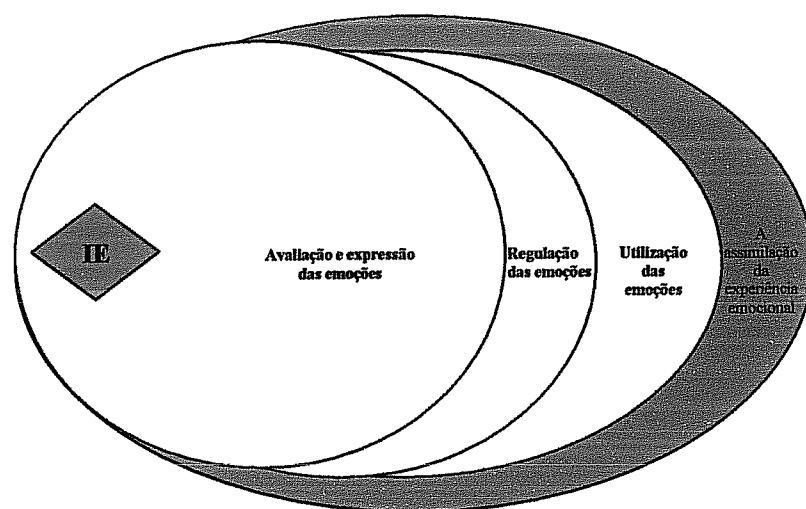 IE
Avaliação e expressão
das emoções
Regulação
das emoções
Utilização
das
emoções
A
assimilação
da
experiência
emocional